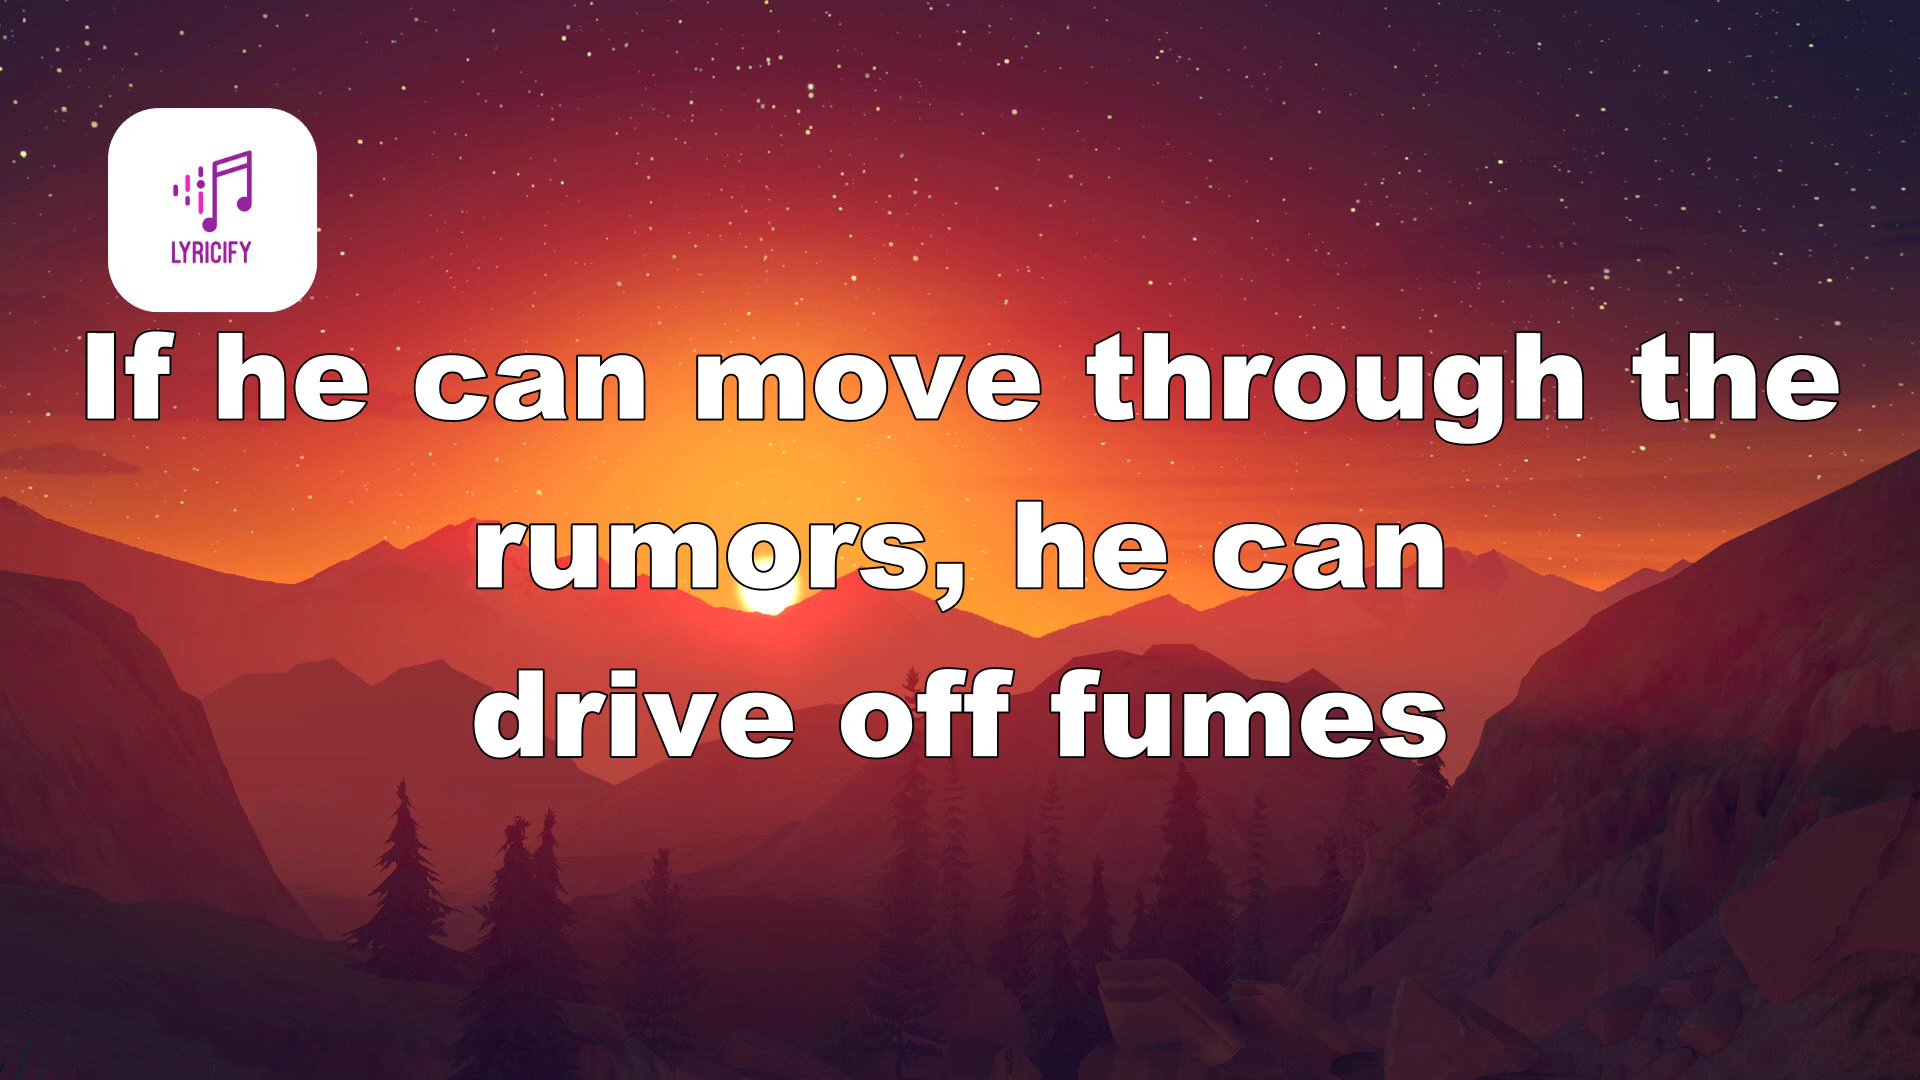 LYRICIFY
If he can move through the
rumors, he can
drive off fumes